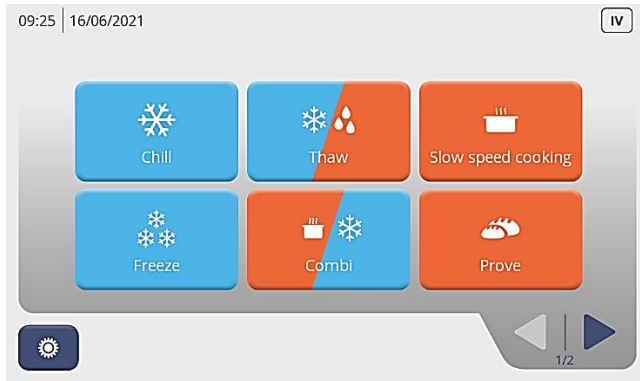 09:25 16/06/2021 IV
Chill Thaw Slow speed cooking
Freeze Combi Prove
1/2